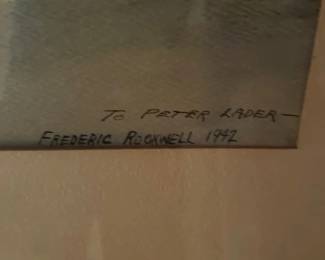 TO PETER LADER—
FREDERIC ROCKWELL 1942